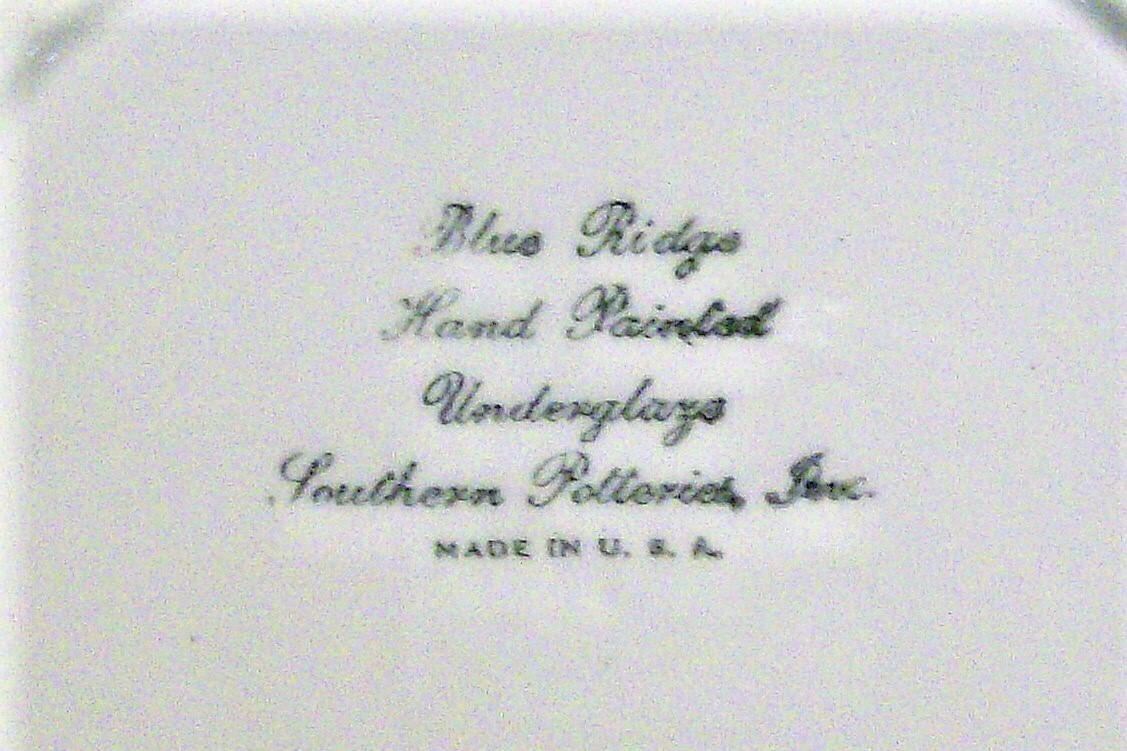 Blue Ridge
Hand Painted
Underglaze
Southern Potteries, Inc.
MADE IN U. S. A.